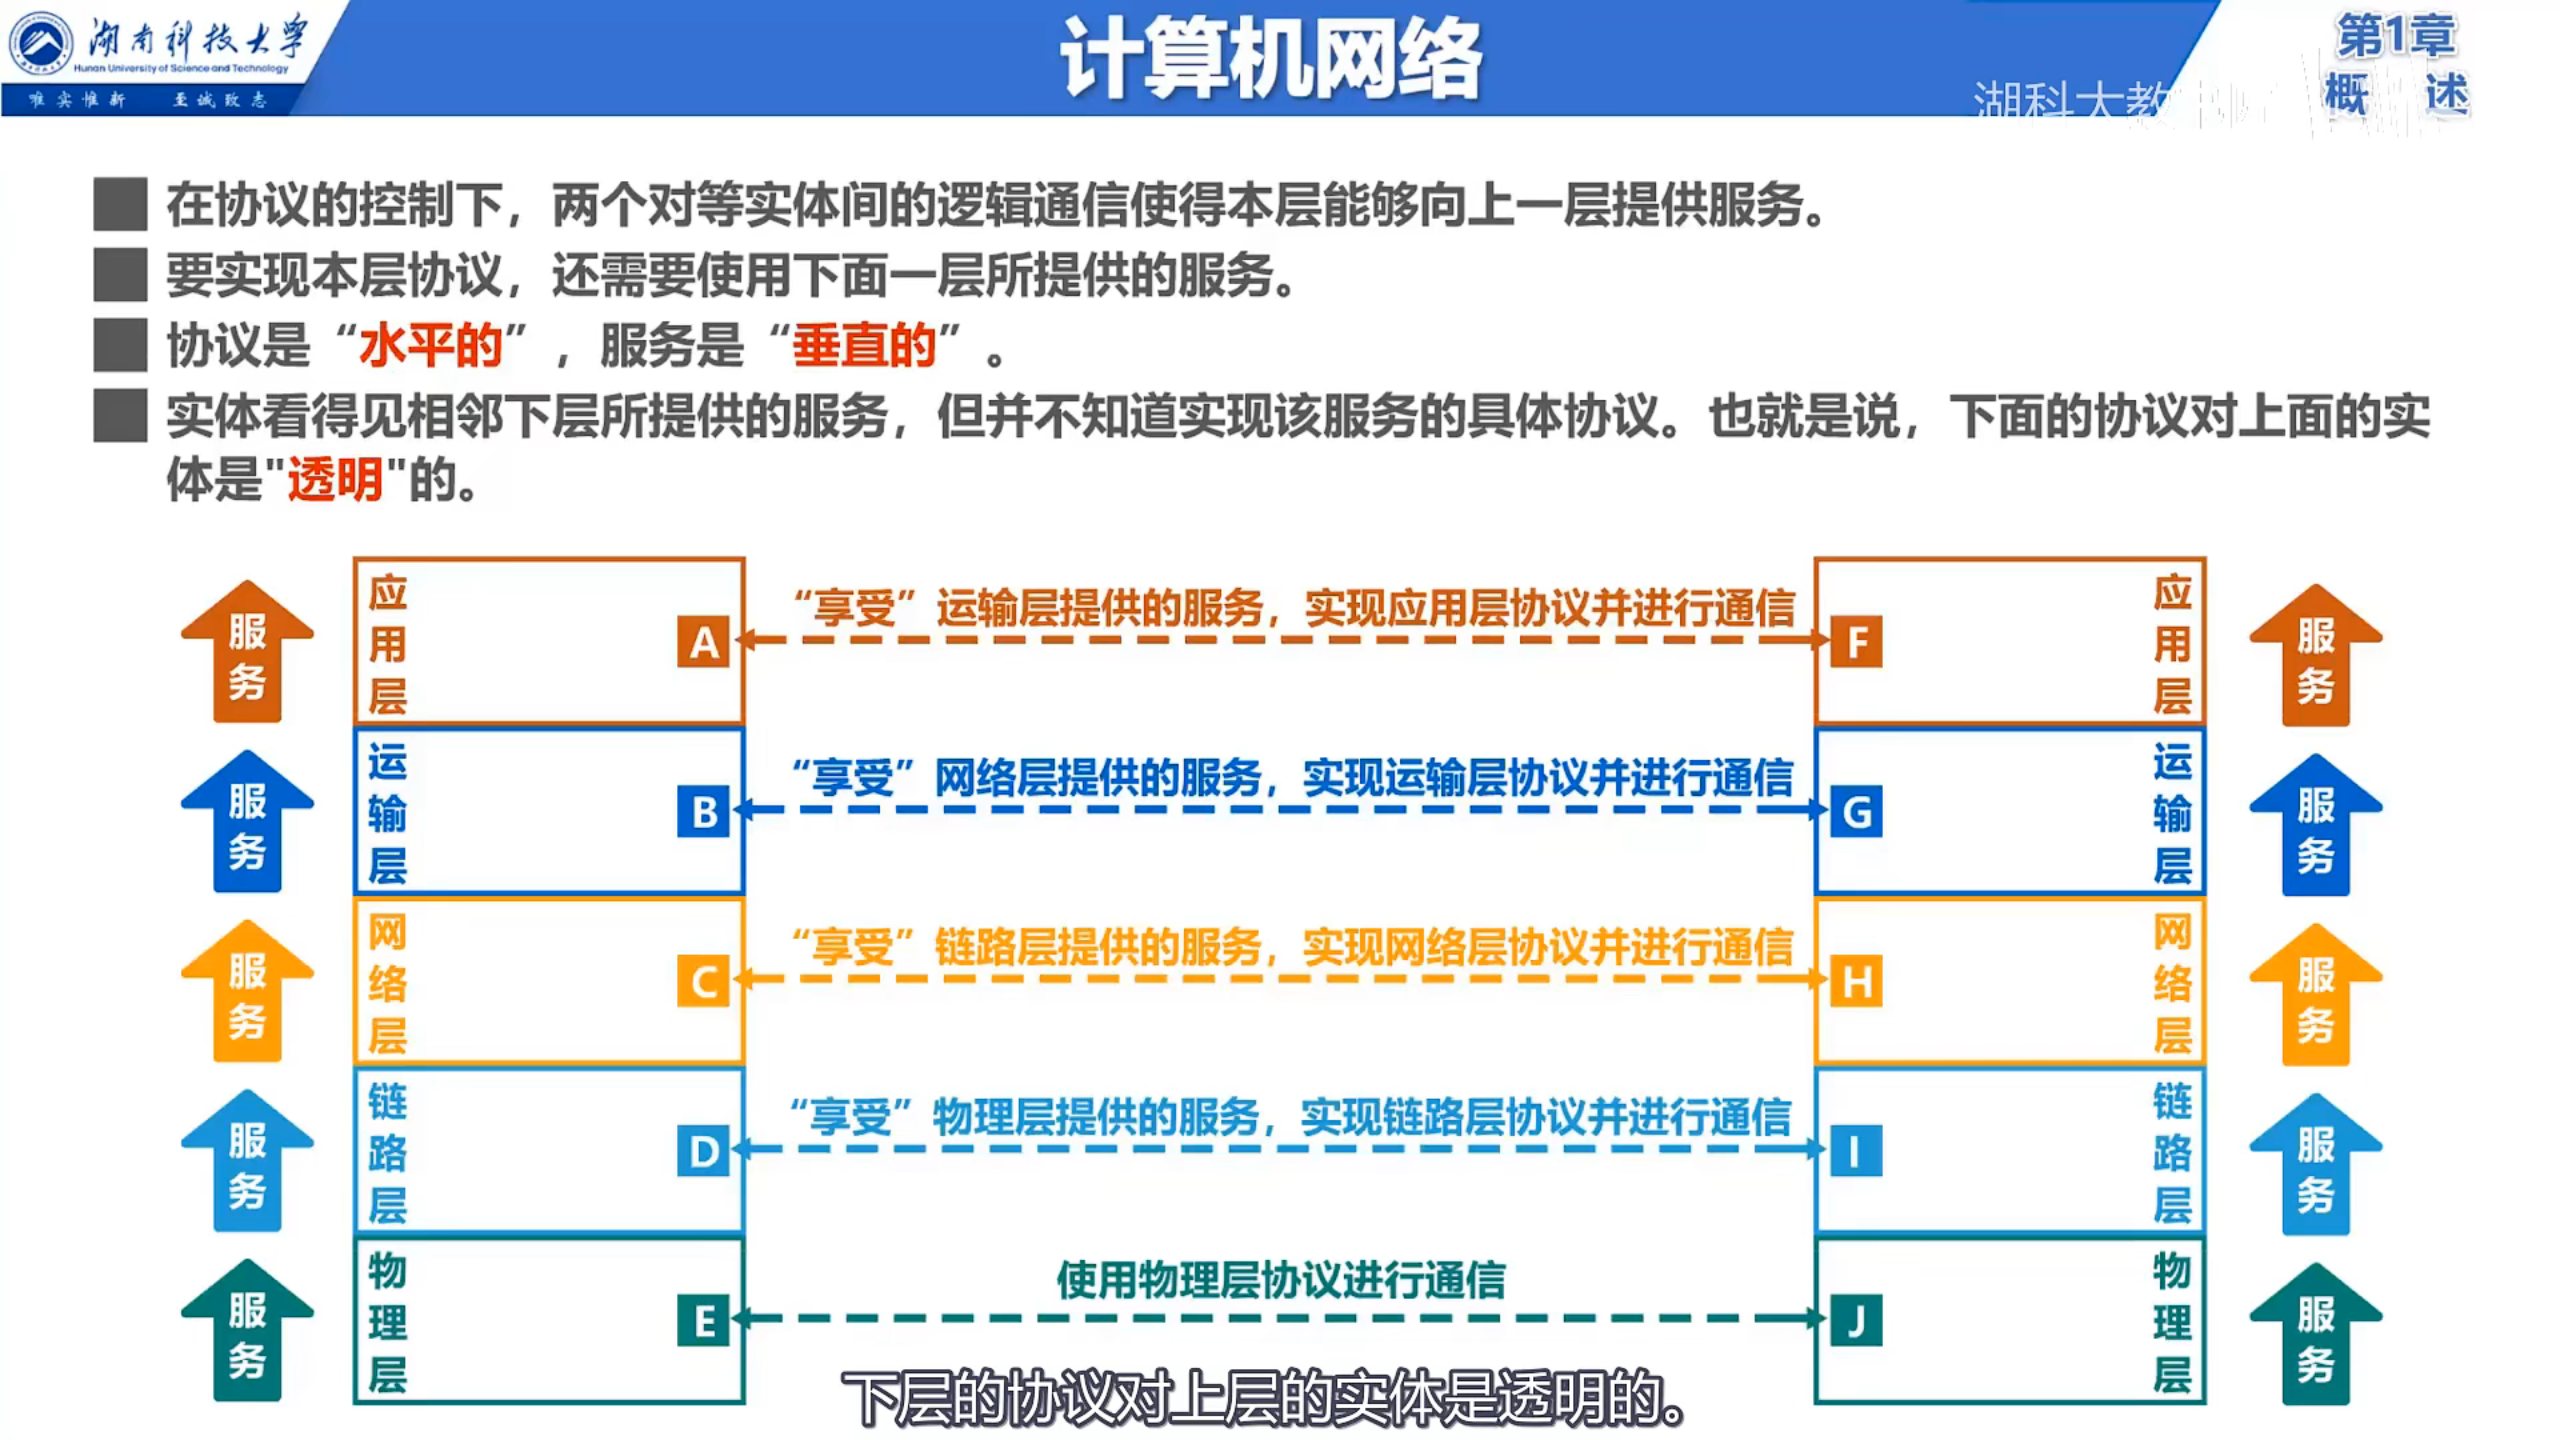 湖南科技大学
Hunan University of Science and Technology
唯实惟新 至诚致志
计算机网络
第1章
概 述
湖科大教
在协议的控制下，两个对等实体间的逻辑通信使得本层能够向上一层提供服务。
要实现本层协议，还需要使用下面一层所提供的服务。
协议是“水平的”，服务是“垂直的”。
实体看得见相邻下层所提供的服务，但并不知道实现该服务的具体协议。也就是说，下面的协议对上面的实
体是"透明"的。
服务
应用层
A
“享受”运输层提供的服务，实现应用层协议并进行通信
F
应用层
服务
服务
运输层
B
“享受”网络层提供的服务，实现运输层协议并进行通信
G
运输层
服务
服务
网络层
C
“享受”链路层提供的服务，实现网络层协议并进行通信
H
网络层
服务
服务
链路层
D
“享受”物理层提供的服务，实现链路层协议并进行通信
I
链路层
服务
服务
物理层
E
使用物理层协议进行通信
J
物理层
服务
下层的协议对上层的实体是透明的。